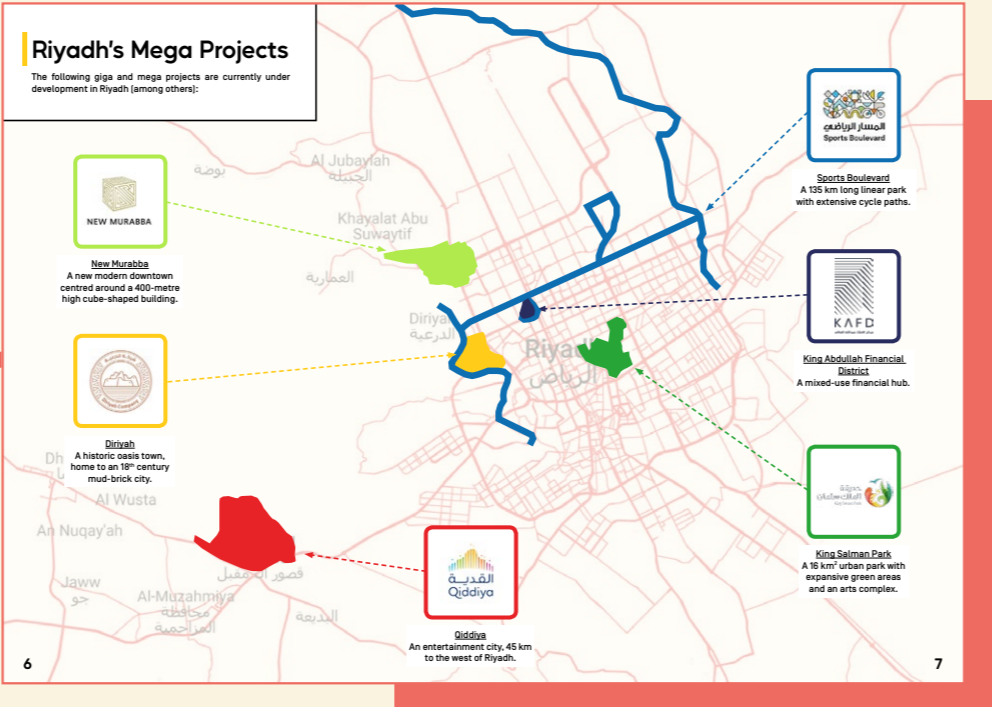 Riyadh's Mega Projects
The following giga and mega projects are currently under
development in Riyadh (among others):
NEW MURABBA
New Murabba
A new modern downtown
centred around a 400-metre
high cube-shaped building.
Diriyah
A historic oasis town,
home to an 18th century
mud-brick city.
بوضة
Al Jubaylah
الجبيلة
Khayalat Abu
Suwaytif
العمارية
الدرعية
الرياض
Al Wusta
An Nuqay'ah
Jaww
جو
Al-Muzahmiya
محافظة
المزاحمية
البديعة
القدية
Qiddiya
Qiddiya
An entertainment city, 45 km
to the west of Riyadh.
المسار الرياضي
Sports Boulevard
Sports Boulevard
A 135 km long linear park
with extensive cycle paths.
KAFD
King Abdullah Financial
District
A mixed-use financial hub.
حديقة
الملك سلمان
King Salman Park
A 16 km² urban park with
expansive green areas
and an arts complex.
6
7